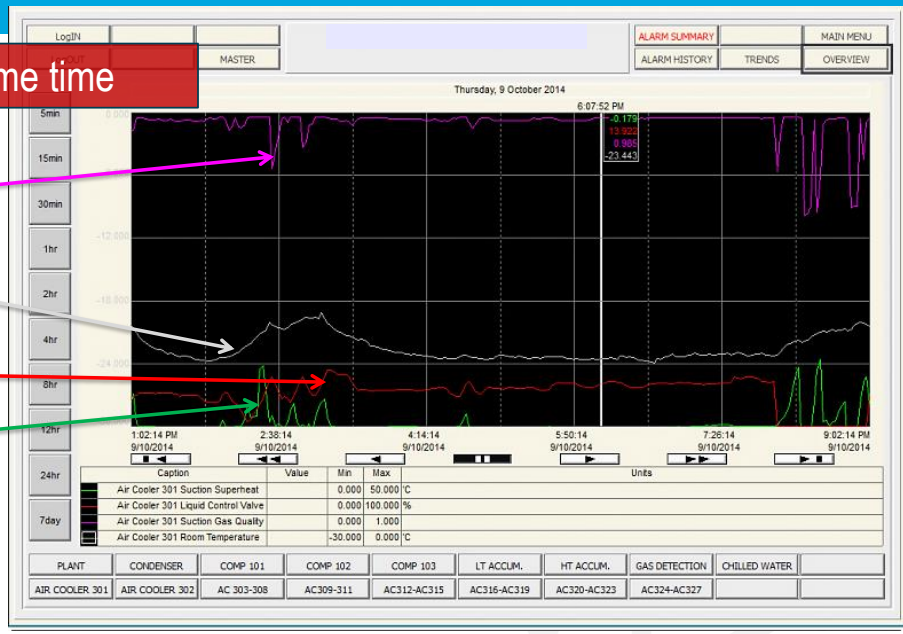 LogIN
ALARM SUMMARY
MAIN MENU
MASTER
ALARM HISTORY
TRENDS
OVERVIEW
me time
Thursday, 9 October 2014
6:07:52 PM
5min
0.000
-0.179
13.922
0.985
-23.443
15min
30min
1hr
-12.000
2hr
-18.000
4hr
-24.000
8hr
12hr
1:02:14 PM
2:38:14
4:14:14
5:50:14
7:26:14
9:02:14 PM
9/10/2014
9/10/2014
9/10/2014
9/10/2014
9/10/2014
9/10/2014
24hr
Caption Value Min Max Units
Air Cooler 301 Suction Superheat 0.000 50.000 °C
Air Cooler 301 Liquid Control Valve 0.000 100.000 %
7day
Air Cooler 301 Suction Gas Quality 0.000 1.000
Air Cooler 301 Room Temperature -30.000 0.000 °C
PLANT CONDENSER COMP 101 COMP 102 COMP 103 LT ACCUM. HT ACCUM. GAS DETECTION CHILLED WATER
AIR COOLER 301 AIR COOLER 302 AC 303-308 AC309-311 AC312-AC315 AC316-AC319 AC320-AC323 AC324-AC327